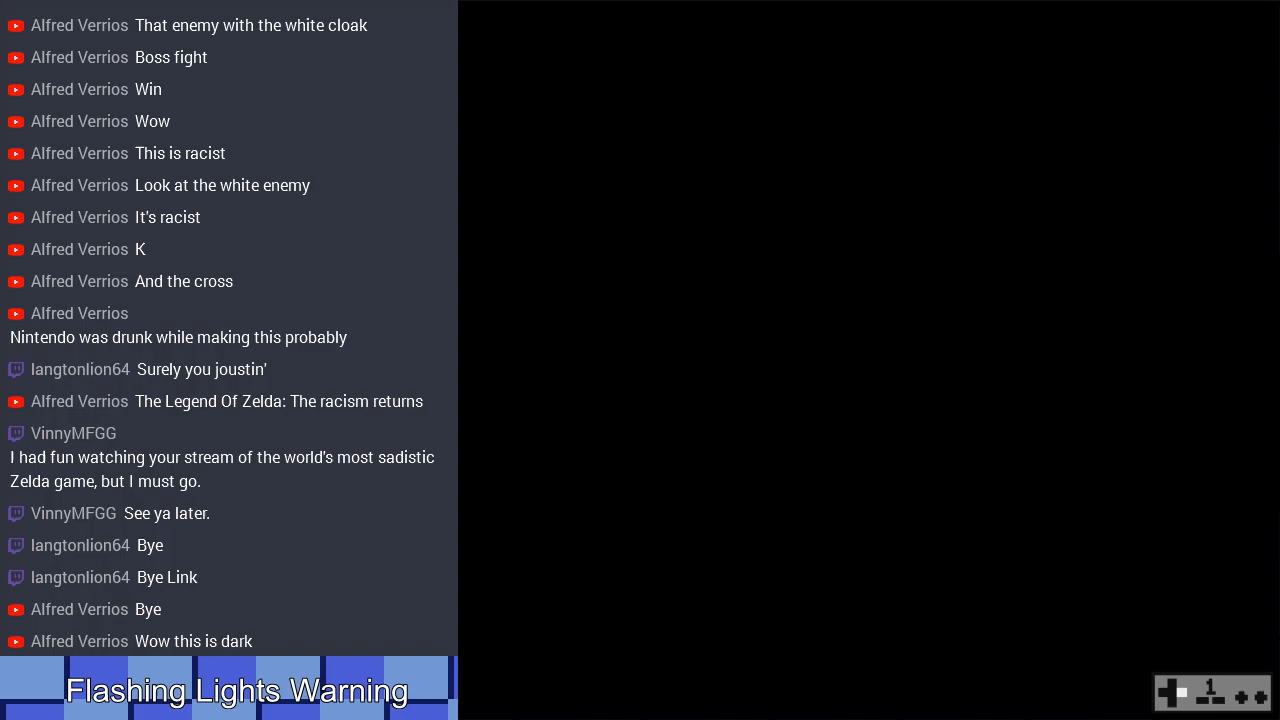 Alfred Verrios That enemy with the white cloak
Alfred Verrios Boss fight
Alfred Verrios Win
Alfred Verrios Wow
Alfred Verrios This is racist
Alfred Verrios Look at the white enemy
Alfred Verrios It's racist
Alfred Verrios K
Alfred Verrios And the cross
Alfred Verrios
Nintendo was drunk while making this probably
langtonlion64 Surely you joustin'
Alfred Verrios The Legend Of Zelda: The racism returns
VinnyMFGG
I had fun watching your stream of the world's most sadistic
Zelda game, but I must go.
VinnyMFGG See ya later.
langtonlion64 Bye
langtonlion64 Bye Link
Alfred Verrios Bye
Alfred Verrios Wow this is dark
Flashing Lights Warning
1